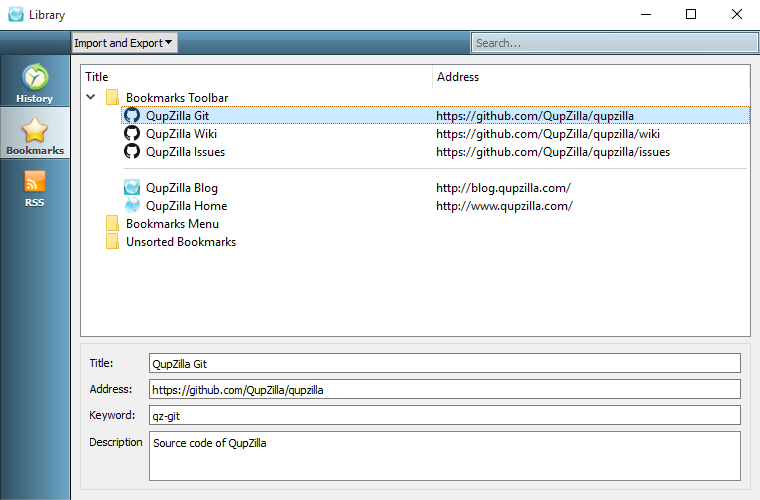 Library
Import and Export
Search...
History
Bookmarks
RSS
Title Address
Bookmarks Toolbar
QupZilla Git https://github.com/QupZilla/qupzilla
QupZilla Wiki https://github.com/QupZilla/qupzilla/wiki
QupZilla Issues https://github.com/QupZilla/qupzilla/issues
QupZilla Blog http://blog.qupzilla.com/
QupZilla Home http://www.qupzilla.com/
Bookmarks Menu
Unsorted Bookmarks
Title: QupZilla Git
Address: https://github.com/QupZilla/qupzilla
Keyword: qz-git
Description Source code of QupZilla